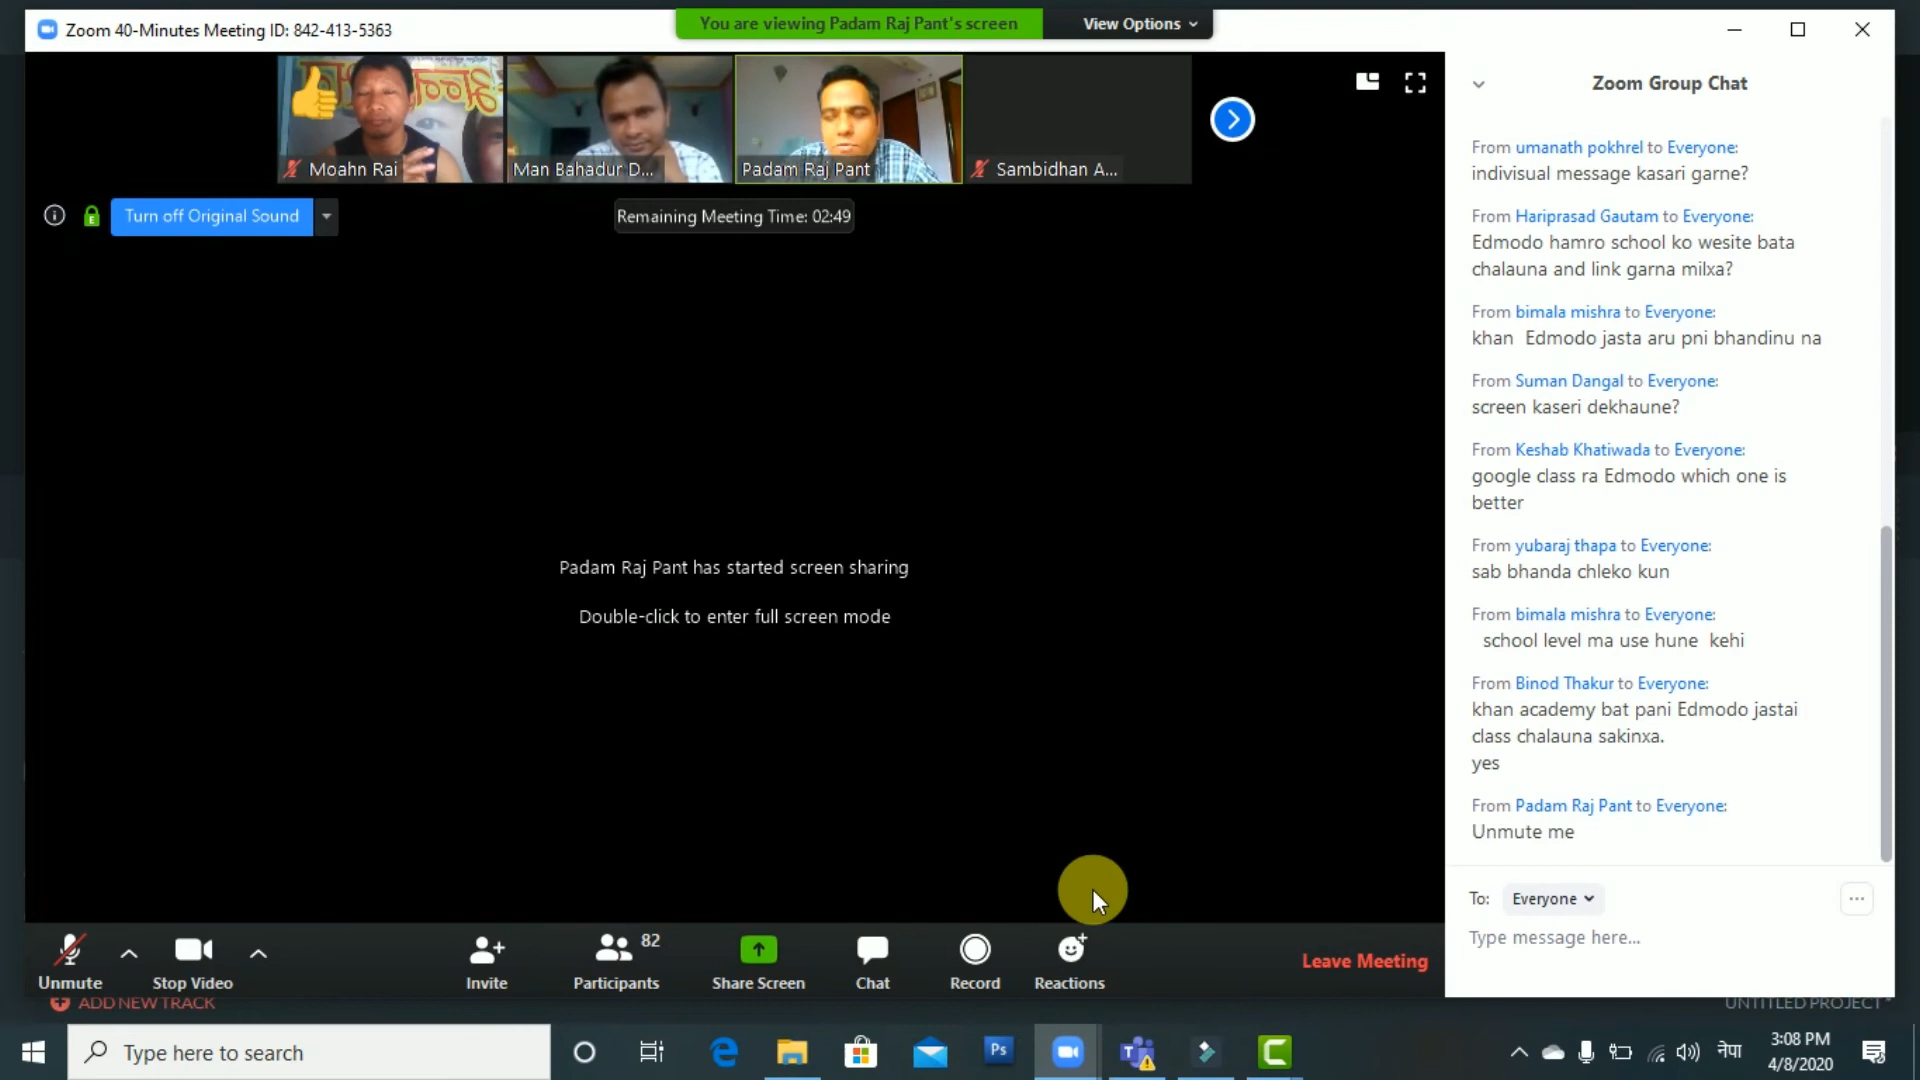 Zoom 40-Minutes Meeting ID: 842-413-5363
You are viewing Padam Raj Pant's screen
View Options
Moahn Rai
Man Bahadur D...
Padam Raj Pant
Sambidhan A...
Turn off Original Sound
Remaining Meeting Time: 02:49
Padam Raj Pant has started screen sharing
Double-click to enter full screen mode
Zoom Group Chat
From umanath pokhrel to Everyone:
indivisual message kasari garne?
From Hariprasad Gautam to Everyone:
Edmodo hamro school ko wesite bata
chalauna and link garna milxa?
From bimala mishra to Everyone:
khan  Edmodo jasta aru pni bhandinu na
From Suman Dangal to Everyone:
screen kaseri dekhaune?
From Keshab Khatiwada to Everyone:
google class ra Edmodo which one is
better
From yubaraj thapa to Everyone:
sab bhanda chleko kun
From bimala mishra to Everyone:
school level ma use hune  kehi
From Binod Thakur to Everyone:
khan academy bat pani Edmodo jastai
class chalauna sakinxa.
yes
From Padam Raj Pant to Everyone:
Unmute me
To: Everyone
Type message here...
Unmute
Stop Video
Invite
82
Participants
Share Screen
Chat
Record
Reactions
Leave Meeting
ADD NEW TRACK
UNTITLED PROJECT*
Type here to search
Ps
नेपा
3:08 PM
4/8/2020